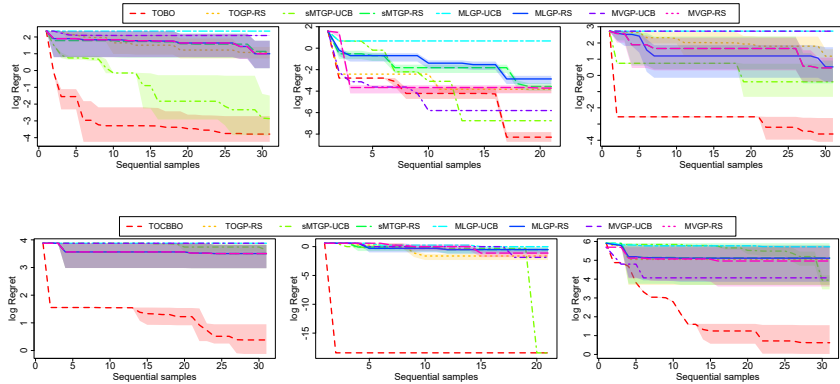 TOBO TOGP-RS sMTGP-UCB sMTGP-RS MLGP-UCB MLGP-RS MVGP-UCB MVGP-RS
log Regret
2
1
0
-1
-2
-3
-4
0 5 10 15 20 25 30
Sequential samples
log Regret
2
0
-2
-4
-6
-8
5 10 15 20
Sequential samples
log Regret
2
0
-2
-4
0 5 10 15 20 25 30
Sequential samples
TOCBBO TOGP-RS sMTGP-UCB sMTGP-RS MLGP-UCB MLGP-RS MVGP-UCB MVGP-RS
log Regret
4
3
2
1
0
0 5 10 15 20 25 30
Sequential samples
log Regret
0
-5
-10
-15
5 10 15 20
Sequential samples
log Regret
6
5
4
3
2
1
0
0 5 10 15 20 25 30
Sequential samples